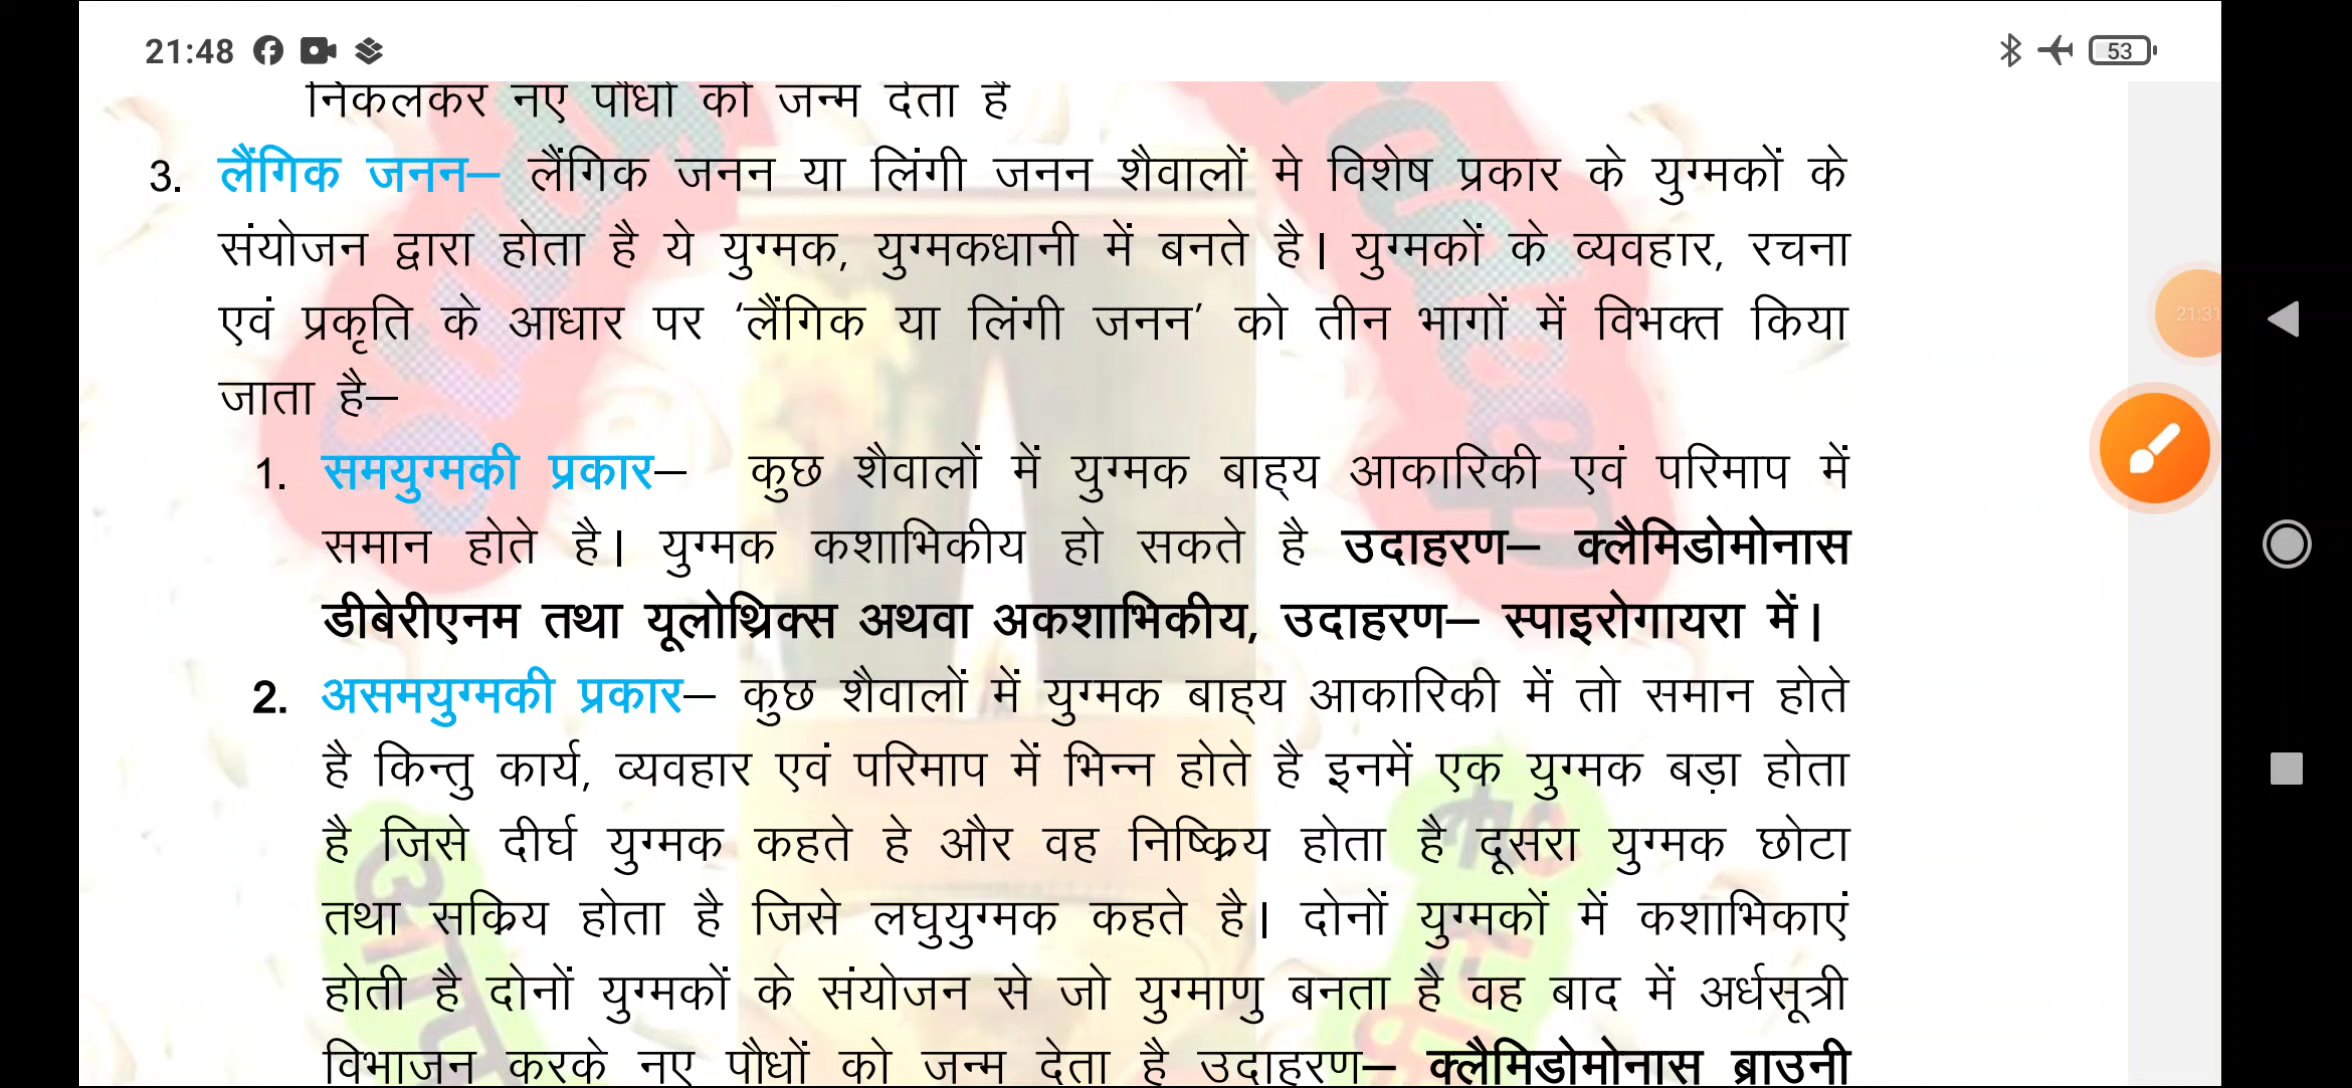 21:48
53
निकलकर नए पौधों को जन्म देता है
3. लैंगिक जनन– लैंगिक जनन या लिंगी जनन शैवालों मे विशेष प्रकार के युग्मकों के
संयोजन द्वारा होता है ये युग्मक, युग्मकधानी में बनते है। युग्मकों के व्यवहार, रचना
एवं प्रकृति के आधार पर ‘लैंगिक या लिंगी जनन’ को तीन भागों में विभक्त किया
जाता है–
21:31
1. समयुग्मकी प्रकार– कुछ शैवालों में युग्मक बाह्य आकारिकी एवं परिमाप में
समान होते है। युग्मक कशाभिकीय हो सकते है उदाहरण– क्लैमिडोमोनास
डीबेरीएनम तथा यूलोथ्रिक्स अथवा अकशाभिकीय, उदाहरण– स्पाइरोगायरा में।
2. असमयुग्मकी प्रकार– कुछ शैवालों में युग्मक बाह्य आकारिकी में तो समान होते
है किन्तु कार्य, व्यवहार एवं परिमाप में भिन्न होते है इनमें एक युग्मक बड़ा होता
है जिसे दीर्घ युग्मक कहते हे और वह निष्क्रिय होता है दूसरा युग्मक छोटा
तथा सक्रिय होता है जिसे लघुयुग्मक कहते है। दोनों युग्मकों में कशाभिकाएं
होती है दोनों युग्मकों के संयोजन से जो युग्माणु बनता है वह बाद में अर्धसूत्री
विभाजन करके नए पौधों को जन्म देता है उदाहरण– क्लैमिडोमोनास ब्राउनी